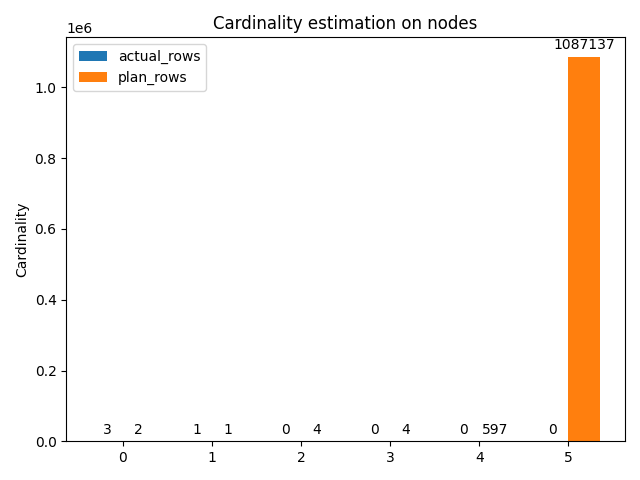 Cardinality estimation on nodes
1e6
actual_rows
plan_rows
1087137
1.0
0.8
0.6
0.4
0.2
0.0
Cardinality
3 2 1 1 0 4 0 4 0 597 0
0 1 2 3 4 5